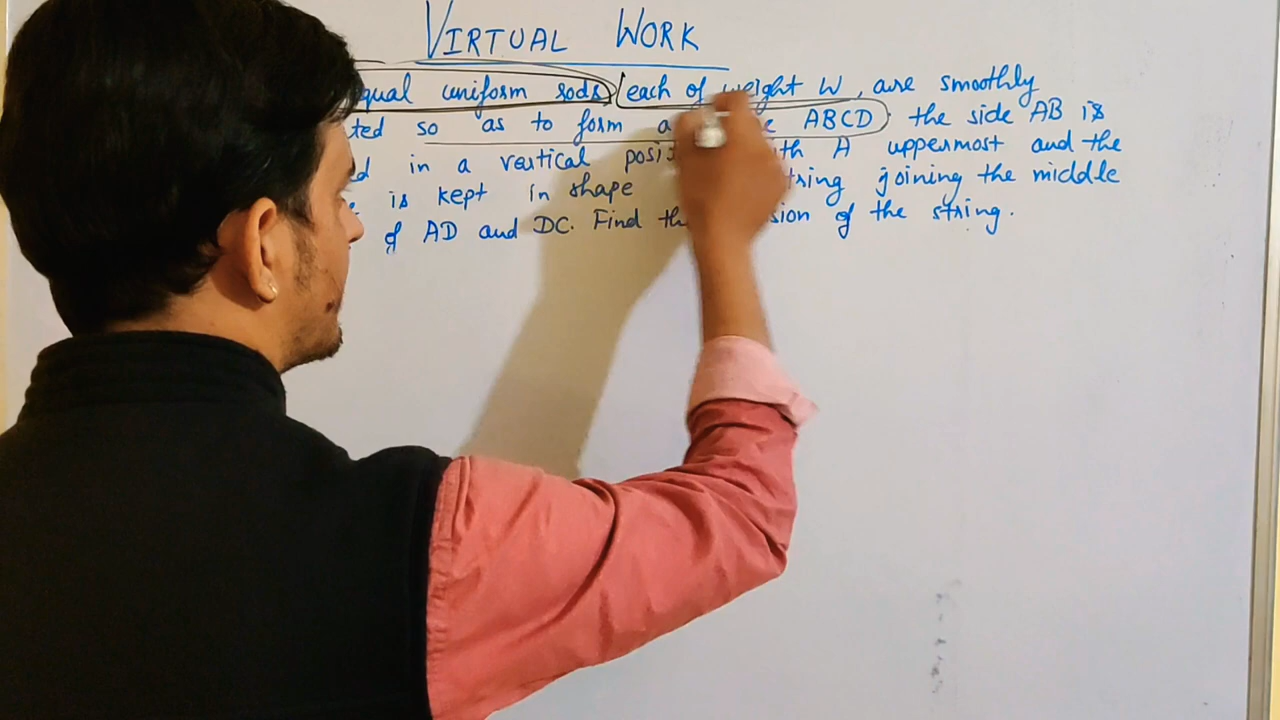 VIRTUAL WORK
qual uniform rods, each of weight W, are smoothly
ted so as to form a ABCD; the side AB is
d in a vertical posi th A uppermost and the
is kept in shape tring joining the middle
of AD and DC. Find th sion of the string.